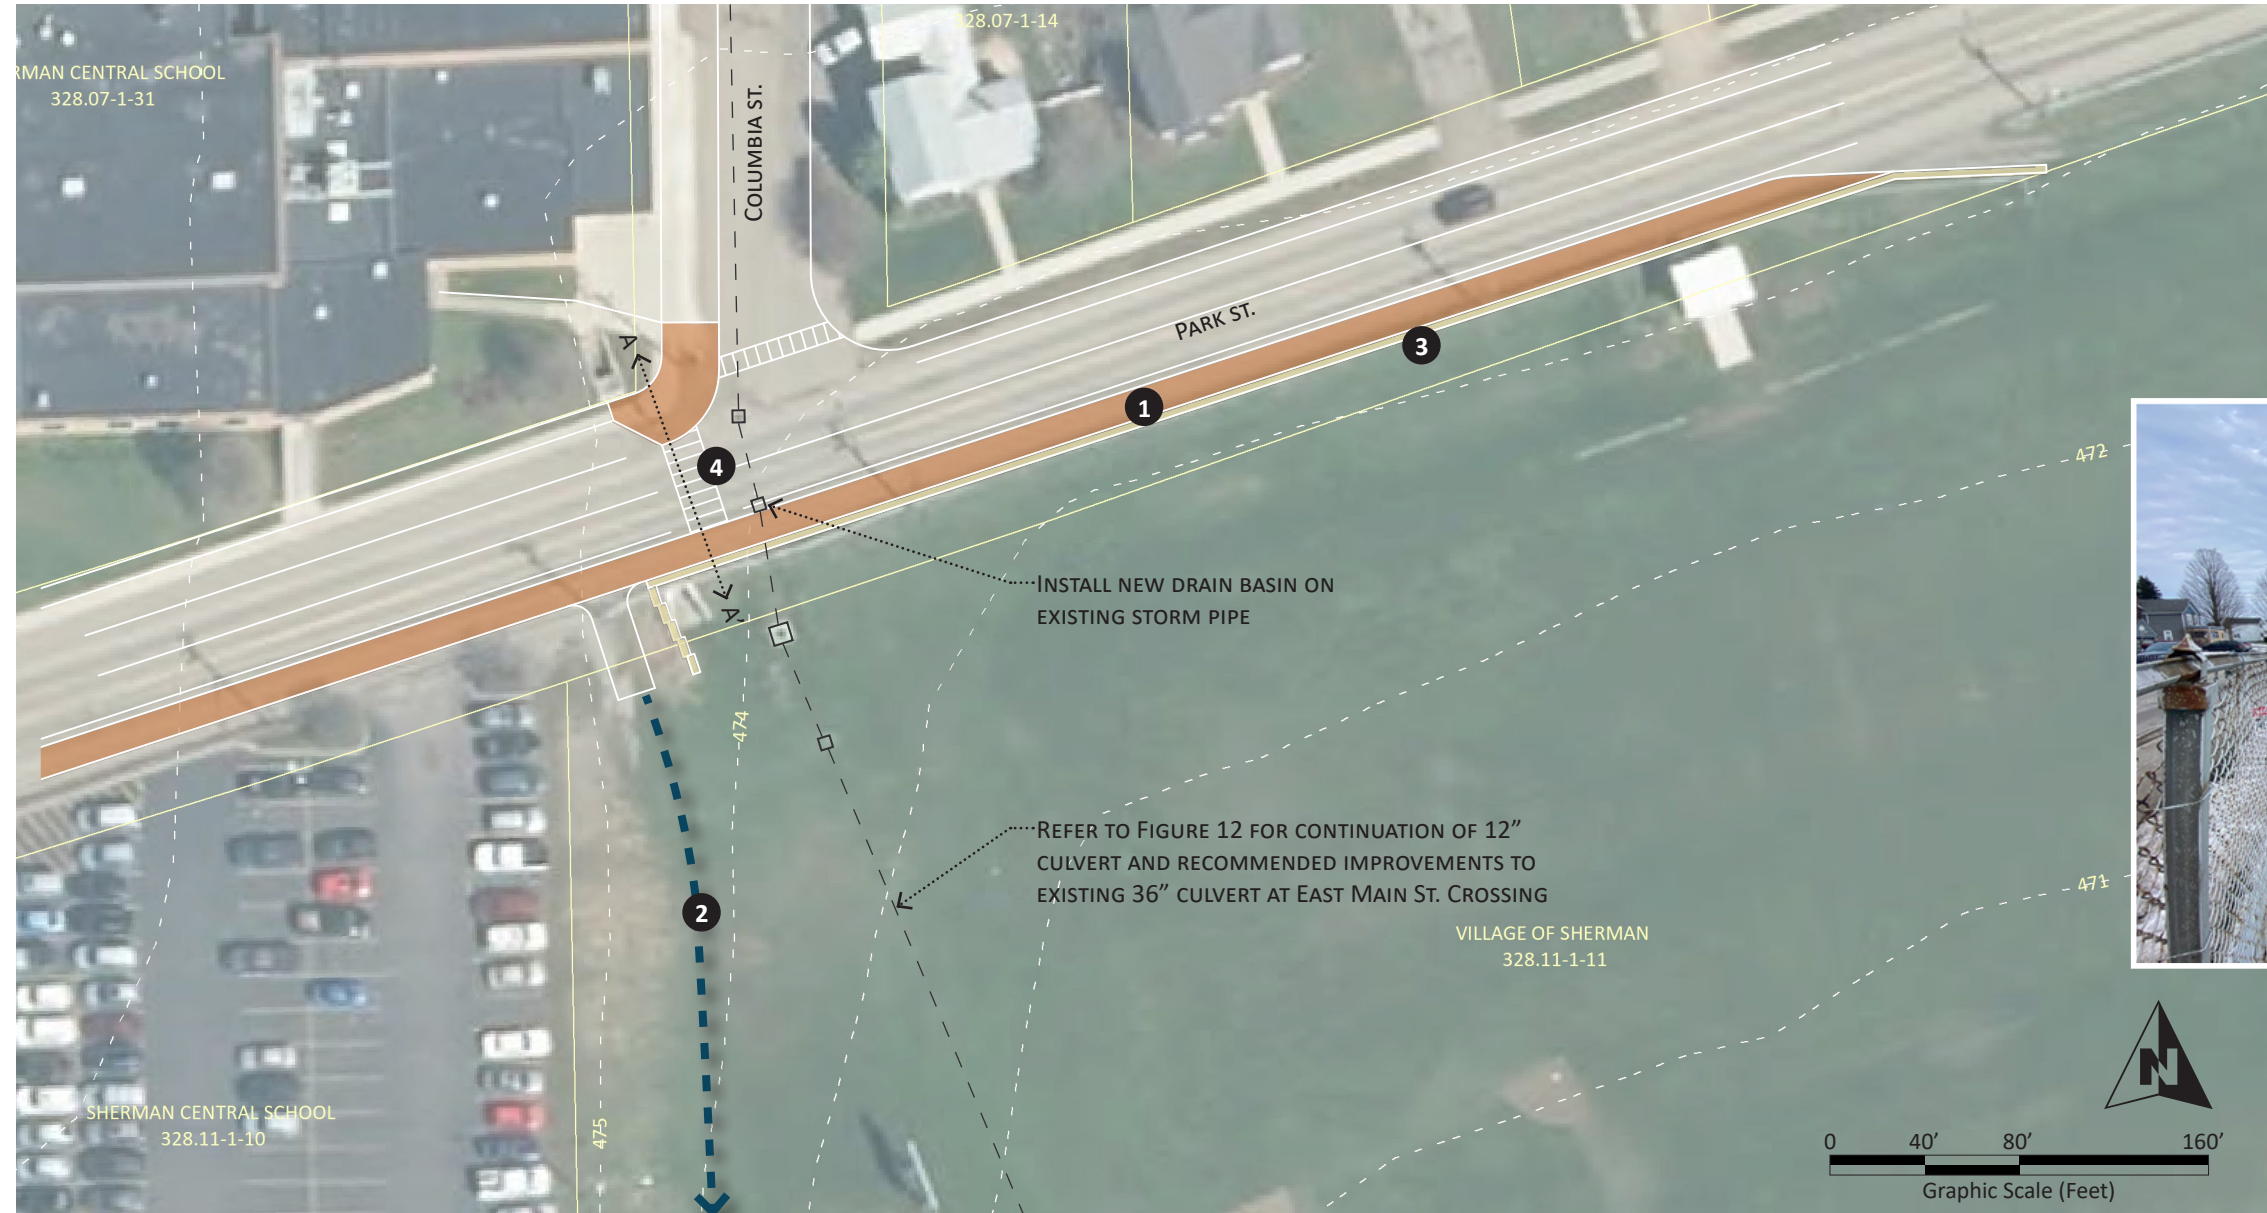 328.07-1-14
RMAN CENTRAL SCHOOL
328.07-1-31
COLUMBIA ST.
PARK ST.
A
3
1
4
472
INSTALL NEW DRAIN BASIN ON
EXISTING STORM PIPE
A'
474
REFER TO FIGURE 12 FOR CONTINUATION OF 12”
CULVERT AND RECOMMENDED IMPROVEMENTS TO
EXISTING 36” CULVERT AT EAST MAIN ST. CROSSING
471
2
VILLAGE OF SHERMAN
328.11-1-11
N
SHERMAN CENTRAL SCHOOL
328.11-1-10
475
0 40’ 80’ 160’
Graphic Scale (Feet)